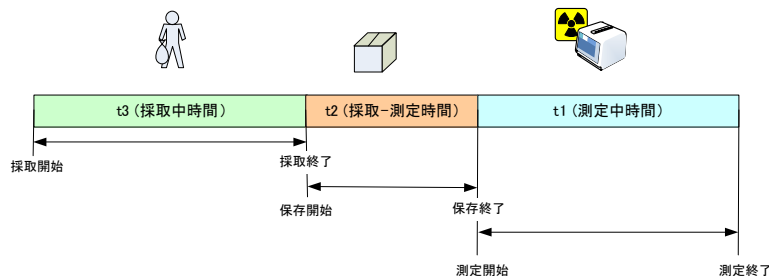 t3（採取中時間）
t2（採取－測定時間）
t1（測定中時間）
採取開始
採取終了
保存開始
保存終了
測定開始
測定終了